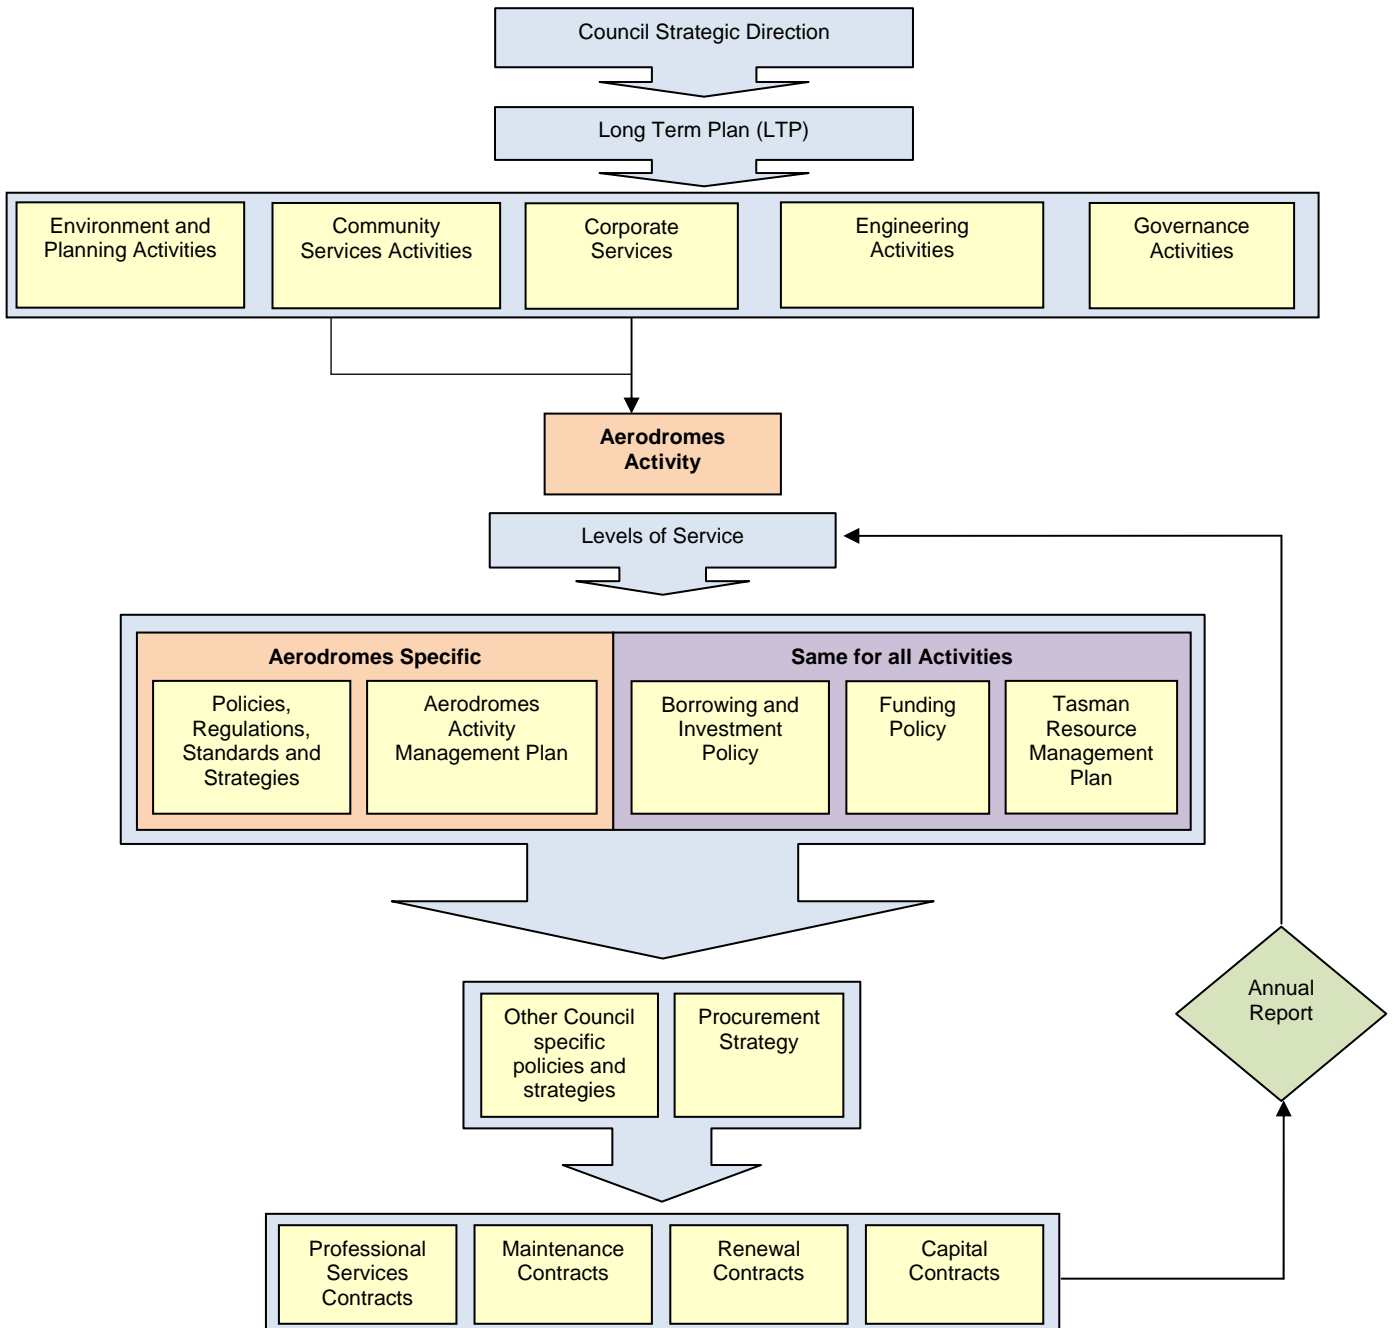 Council Strategic Direction
Long Term Plan (LTP)
Environment and
Planning Activities
Community
Services Activities
Corporate
Services
Engineering
Activities
Governance
Activities
Aerodromes
Activity
Levels of Service
Aerodromes Specific
Policies,
Regulations,
Standards and
Strategies
Aerodromes
Activity
Management Plan
Same for all Activities
Borrowing and
Investment
Policy
Funding
Policy
Tasman
Resource
Management
Plan
Other Council
specific
policies and
strategies
Procurement
Strategy
Annual
Report
Professional
Services
Contracts
Maintenance
Contracts
Renewal
Contracts
Capital
Contracts